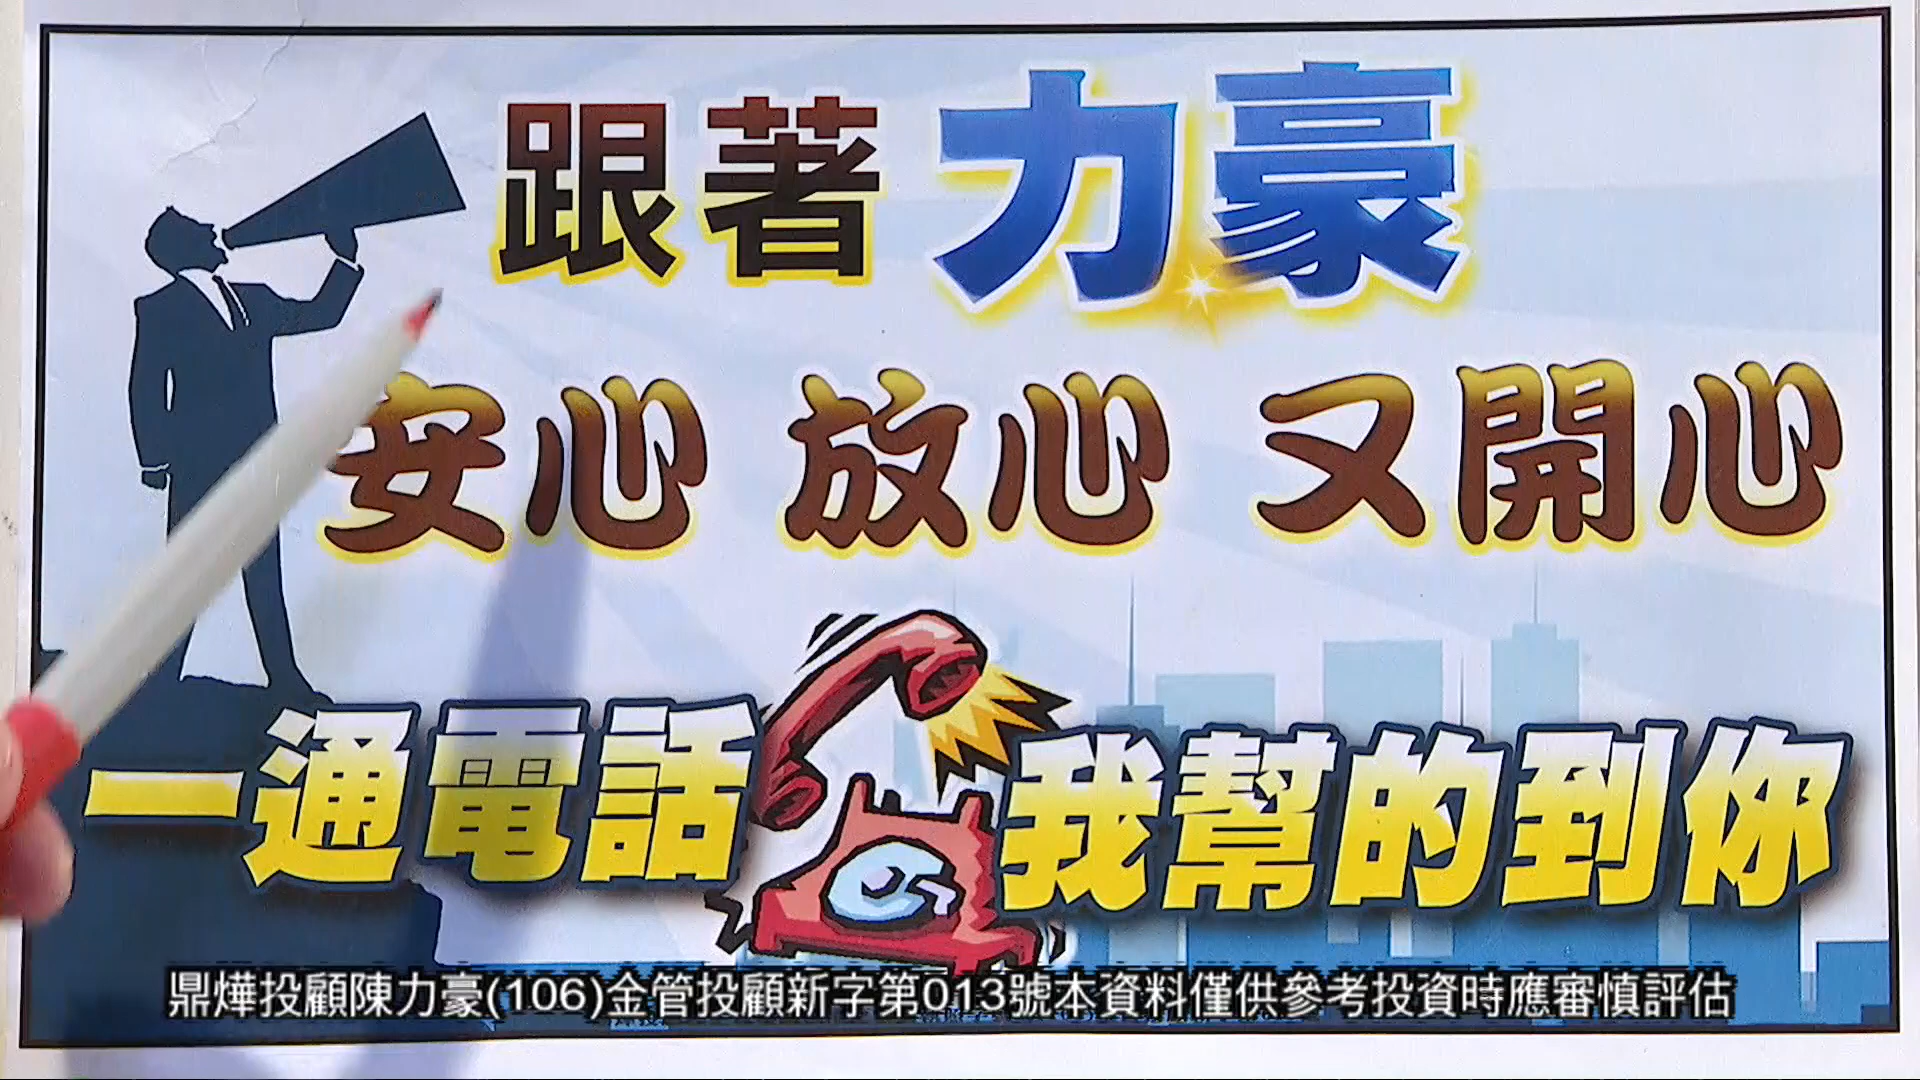 跟著力豪
安心 放心 又開心
一通電話 我幫的到你
鼎燁投顧陳力豪(106)金管投顧新字第013號本資料僅供參考投資時應審慎評估